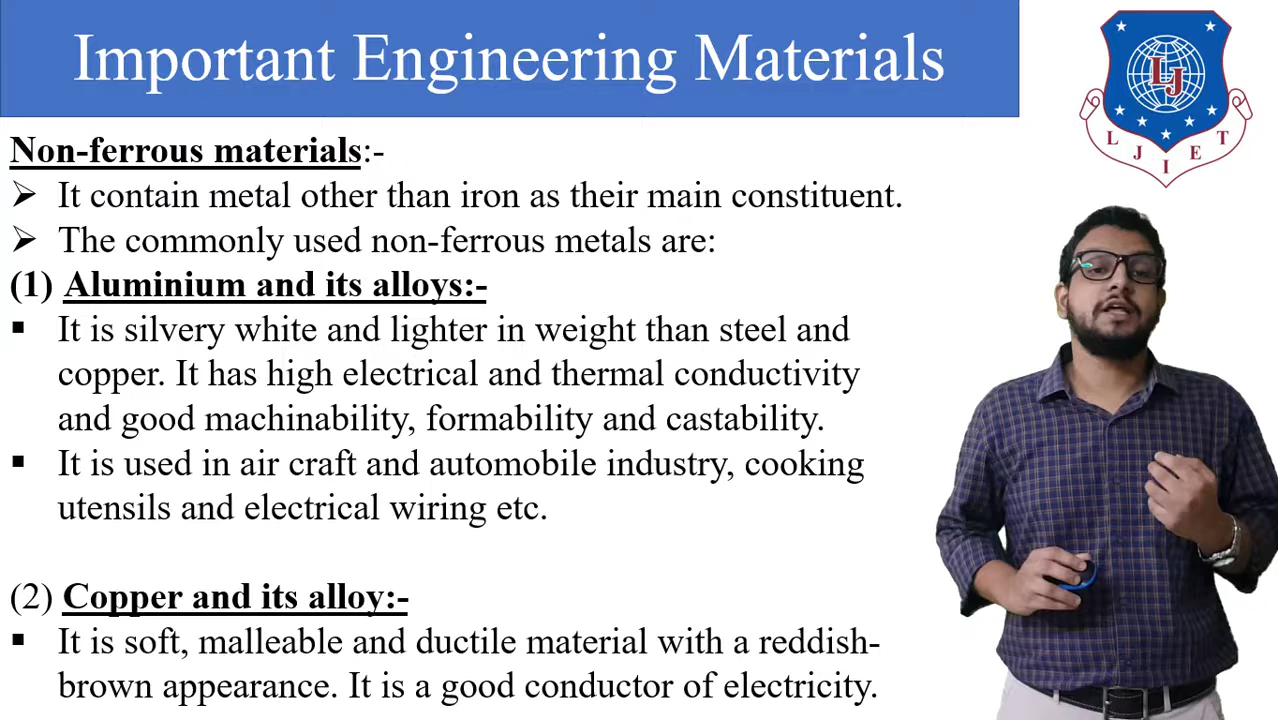 Important Engineering Materials
LJ
L J I E T
Non-ferrous materials:-
➢ It contain metal other than iron as their main constituent.
➢ The commonly used non-ferrous metals are:
(1) Aluminium and its alloys:-
▪ It is silvery white and lighter in weight than steel and
copper. It has high electrical and thermal conductivity
and good machinability, formability and castability.
▪ It is used in air craft and automobile industry, cooking
utensils and electrical wiring etc.
(2) Copper and its alloy:-
▪ It is soft, malleable and ductile material with a reddish-
brown appearance. It is a good conductor of electricity.